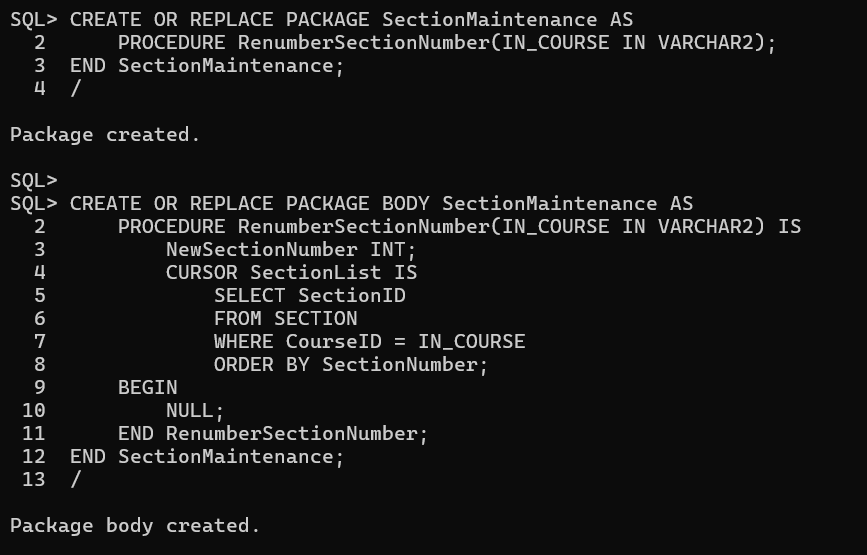 SQL> CREATE OR REPLACE PACKAGE SectionMaintenance AS
  2      PROCEDURE RenumberSectionNumber(IN_COURSE IN VARCHAR2);
  3  END SectionMaintenance;
  4  /
Package created.
SQL>
SQL> CREATE OR REPLACE PACKAGE BODY SectionMaintenance AS
  2      PROCEDURE RenumberSectionNumber(IN_COURSE IN VARCHAR2) IS
  3          NewSectionNumber INT;
  4          CURSOR SectionList IS
  5              SELECT SectionID
  6              FROM SECTION
  7              WHERE CourseID = IN_COURSE
  8              ORDER BY SectionNumber;
  9      BEGIN
 10          NULL;
 11      END RenumberSectionNumber;
 12  END SectionMaintenance;
 13  /
Package body created.